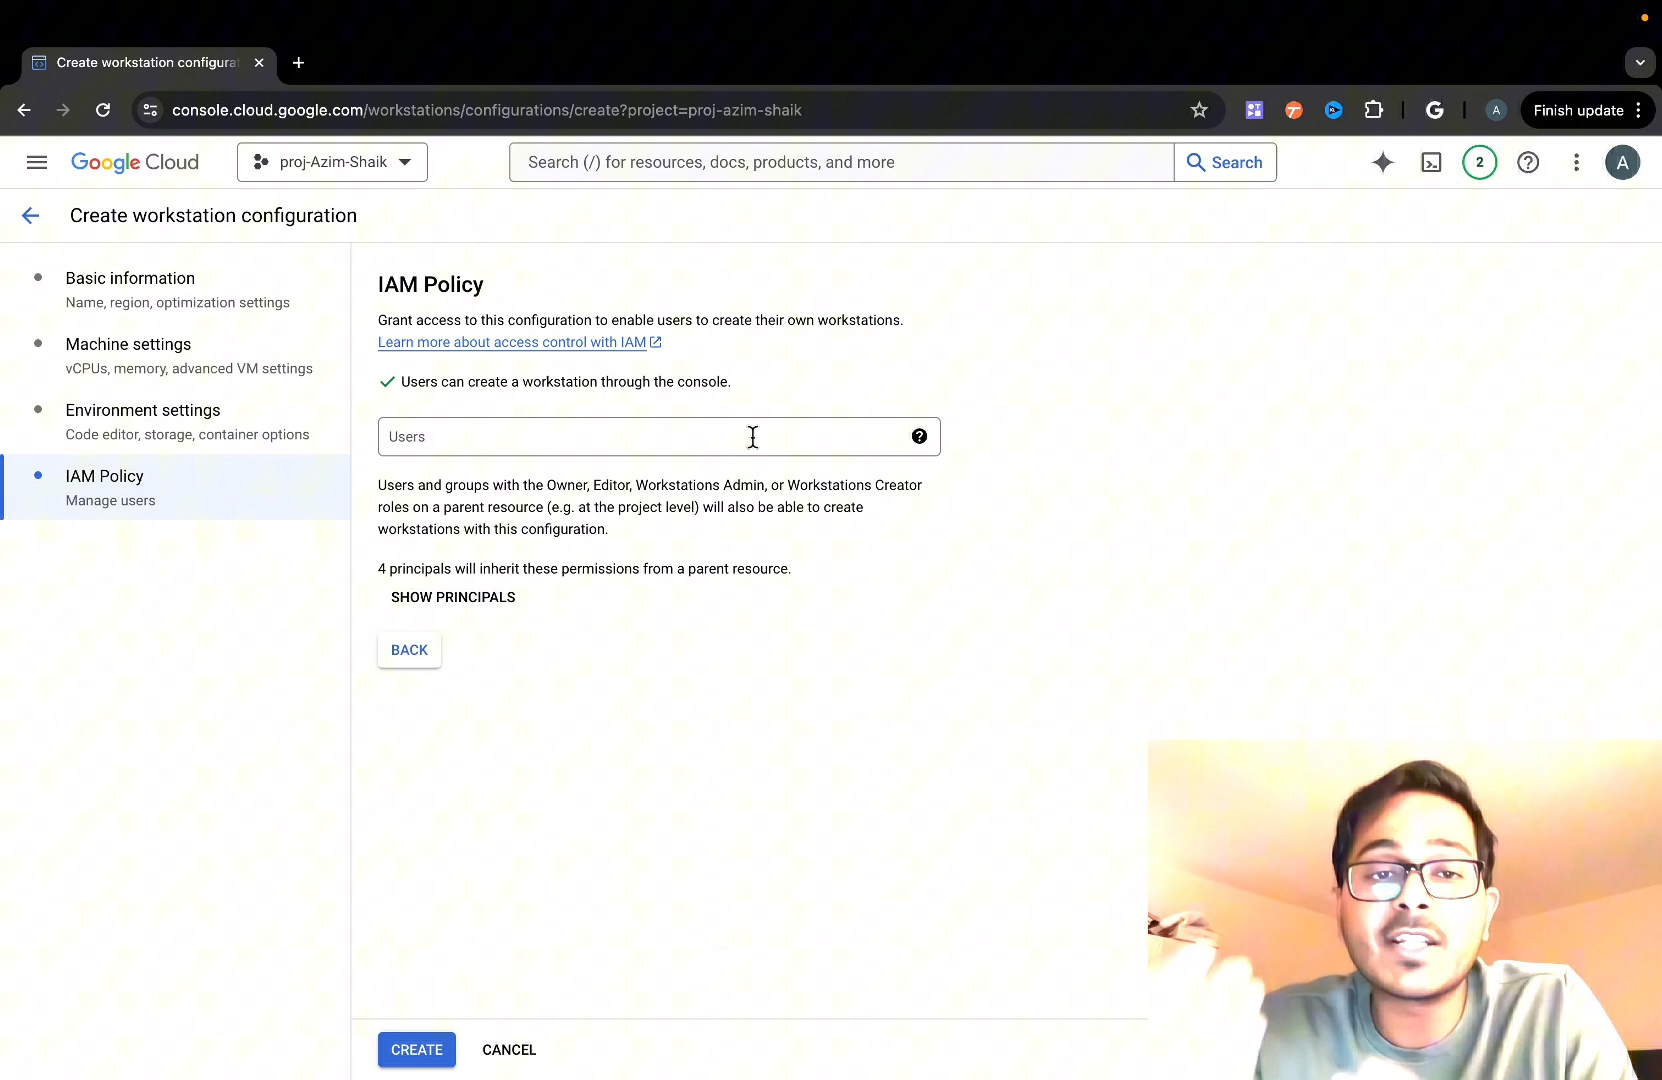 Create workstation configura
console.cloud.google.com/workstations/configurations/create?project=proj-azim-shaik
G
A
Finish update
Google Cloud
proj-Azim-Shaik
Search (/) for resources, docs, products, and more
Search
2
A
Create workstation configuration
Basic information
Name, region, optimization settings
Machine settings
vCPUs, memory, advanced VM settings
Environment settings
Code editor, storage, container options
IAM Policy
Manage users
IAM Policy
Grant access to this configuration to enable users to create their own workstations.
Learn more about access control with IAM
Users can create a workstation through the console.
Users
Users and groups with the Owner, Editor, Workstations Admin, or Workstations Creator
roles on a parent resource (e.g. at the project level) will also be able to create
workstations with this configuration.
4 principals will inherit these permissions from a parent resource.
SHOW PRINCIPALS
BACK
CREATE
CANCEL